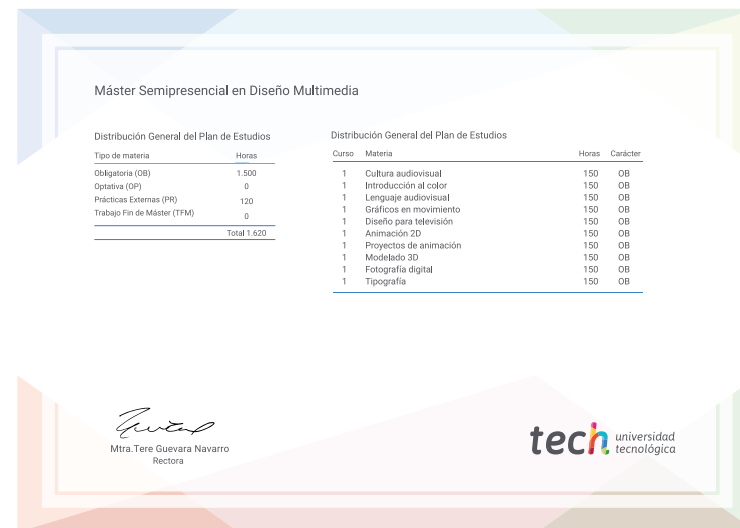 Máster Semipresencial en Diseño Multimedia
Distribución General del Plan de Estudios
Tipo de materia Horas
Obligatoria (OB) 1.500
Optativa (OP) 0
Prácticas Externas (PR) 120
Trabajo Fin de Máster (TFM) 0
Total 1.620
Distribución General del Plan de Estudios
Curso Materia Horas Carácter
1 Cultura audiovisual 150 OB
1 Introducción al color 150 OB
1 Lenguaje audiovisual 150 OB
1 Gráficos en movimiento 150 OB
1 Diseño para televisión 150 OB
1 Animación 2D 150 OB
1 Proyectos de animación 150 OB
1 Modelado 3D 150 OB
1 Fotografía digital 150 OB
1 Tipografía 150 OB
Mtra.Tere Guevara Navarro
Rectora
tech universidad
tecnológica